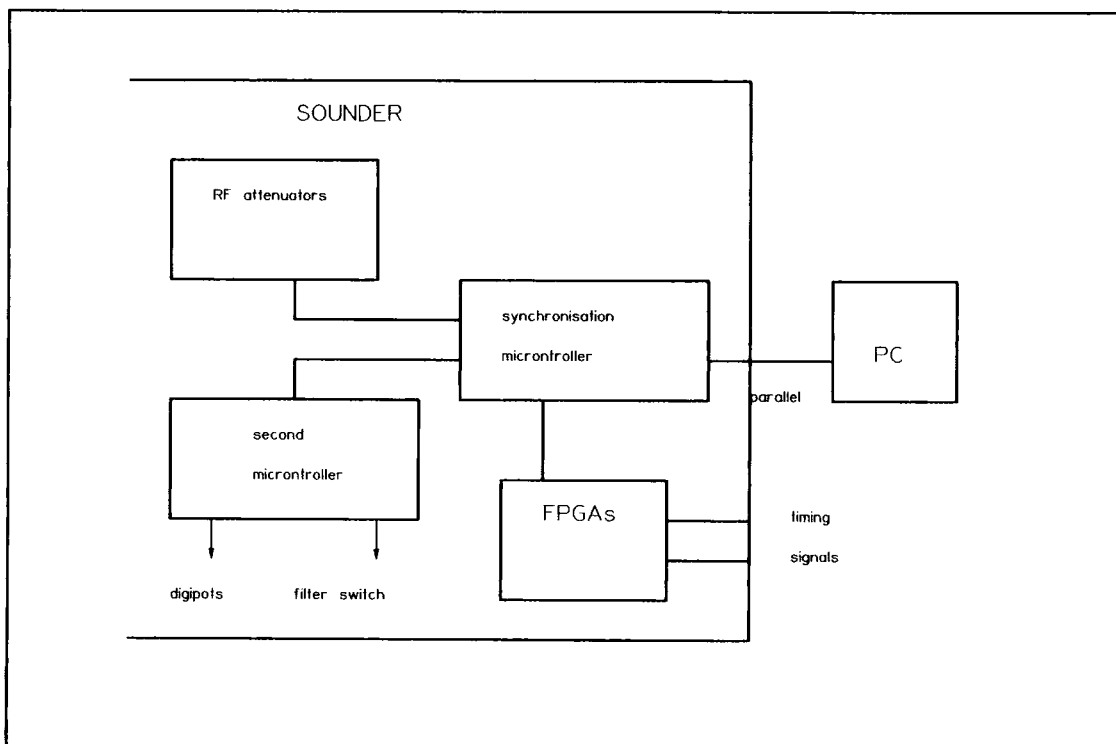 SOUNDER
RF attenuators
synchronisation
microntroller
PC
parallel
second
microntroller
FPGAs
timing
signals
digipots
filter switch